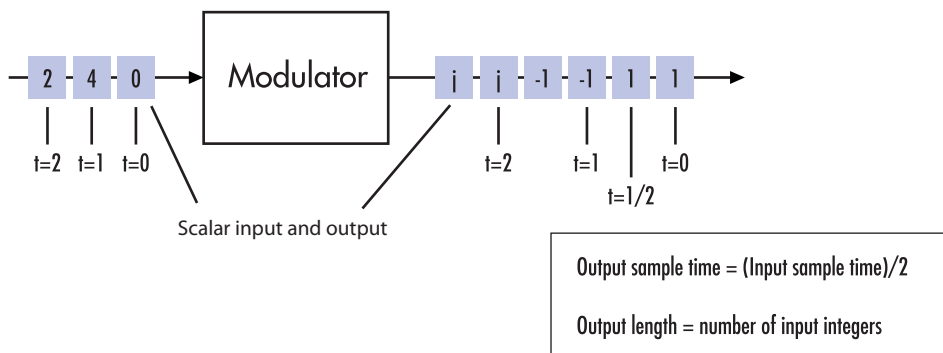 2 4 0
Modulator
j j -1 -1 1 1
t=2 t=1 t=0
t=2 t=1 t=0
t=1/2
Scalar input and output
Output sample time = (Input sample time)/2
Output length = number of input integers